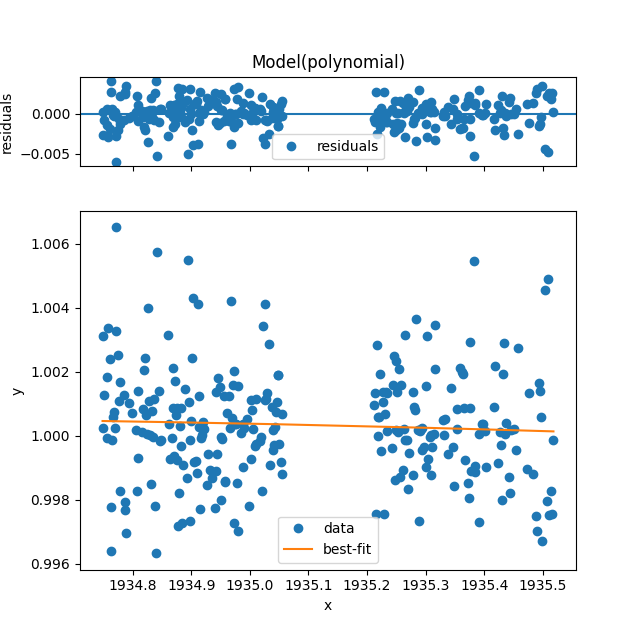 Model(polynomial)
residuals
0.000
−0.005
residuals
y
1.006
1.004
1.002
1.000
0.998
0.996
data
best-fit
1934.8 1934.9 1935.0 1935.1 1935.2 1935.3 1935.4 1935.5
x